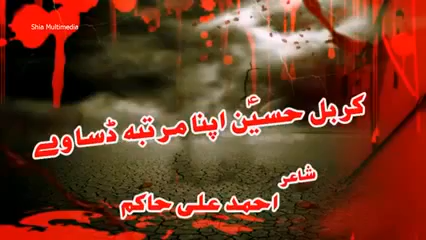 Shia Multimedia
کربل حسینؑ اپنا مرتبہ ڈساوے
شاعر
احمد علی حاکم